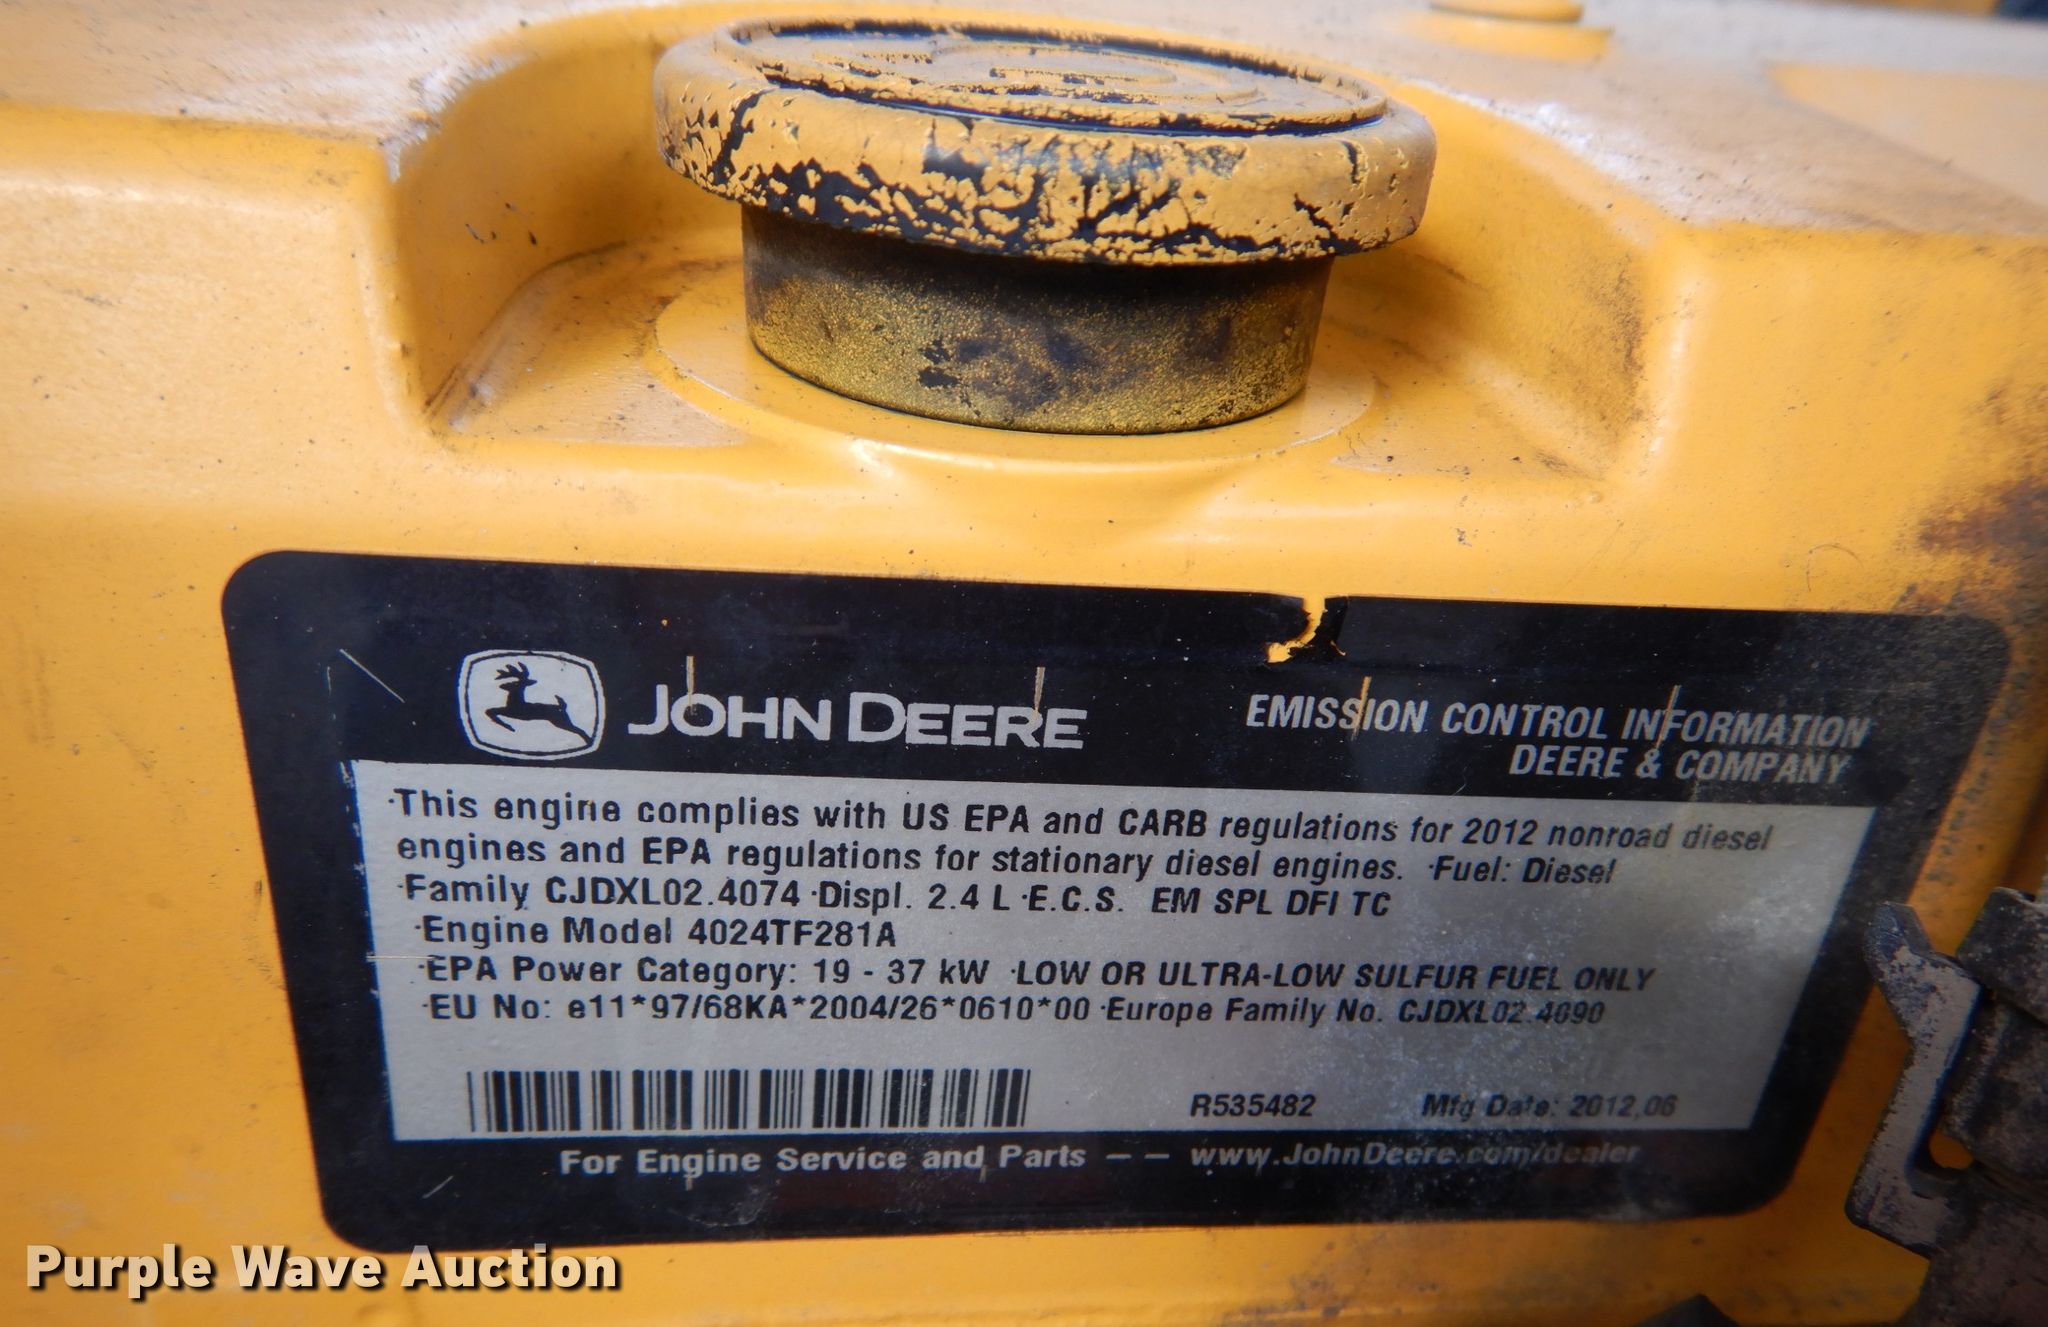 JOHN DEERE
EMISSION CONTROL INFORMATION
DEERE & COMPANY
·This engine complies with US EPA and CARB regulations for 2012 nonroad diesel
engines and EPA regulations for stationary diesel engines. ·Fuel: Diesel
·Family CJDXL02.4074 ·Displ. 2.4 L ·E.C.S. EM SPL DFI TC
·Engine Model 4024TF281A
·EPA Power Category: 19 - 37 kW ·LOW OR ULTRA-LOW SULFUR FUEL ONLY
·EU No: e11*97/68KA*2004/26*0610*00 ·Europe Family No. CJDXL02.4090
R535482 Mfg Date: 2012.06
For Engine Service and Parts -- www.JohnDeere.com/dealer
Purple Wave Auction